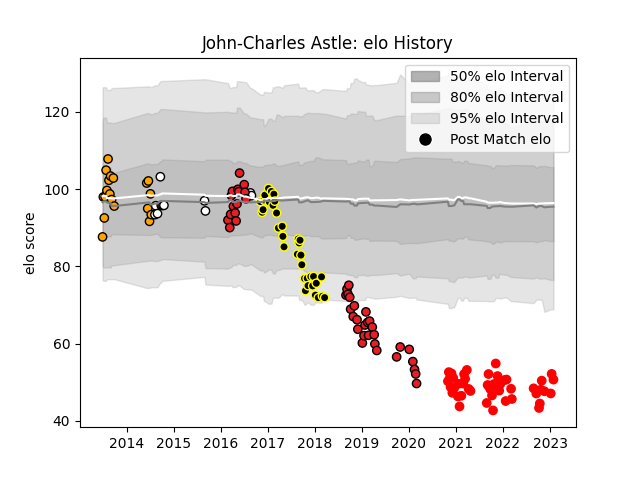 John-Charles Astle: elo History
50% elo Interval
80% elo Interval
95% elo Interval
Post Match elo
elo score
120
100
80
60
40
2014 2015 2016 2017 2018 2019 2020 2021 2022 2023